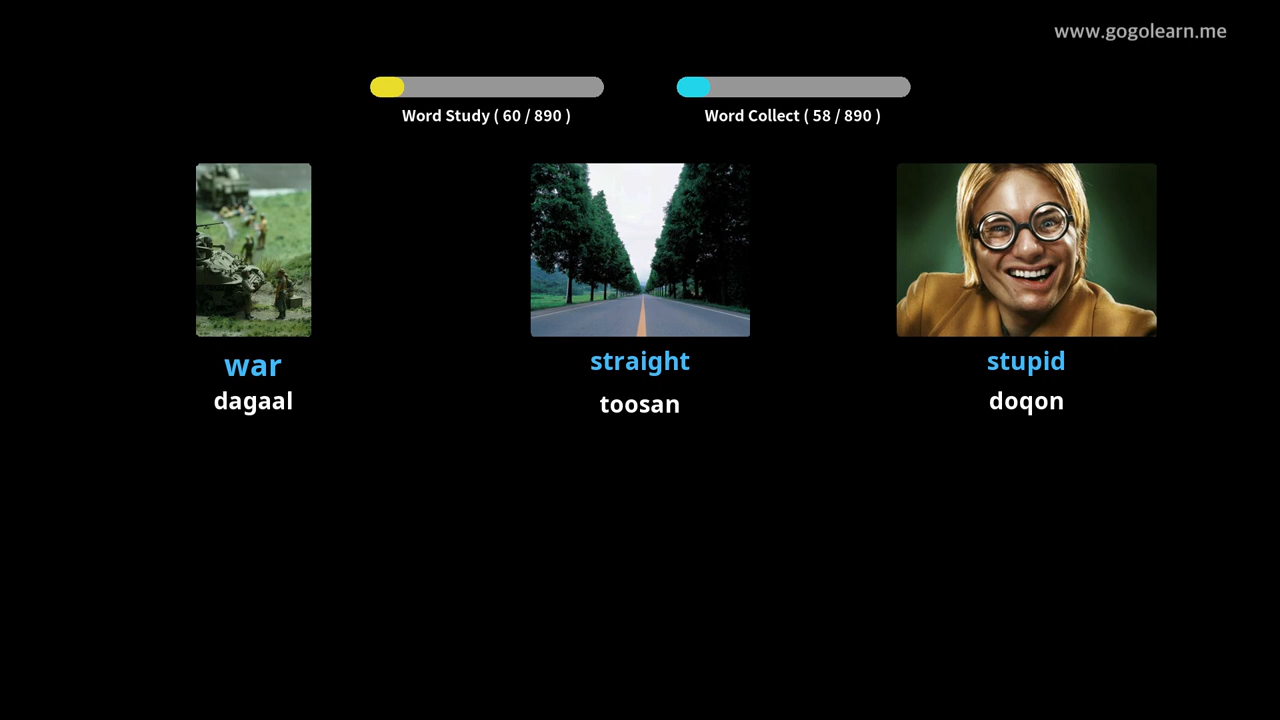 www.gogolearn.me
Word Study ( 60 / 890 )
Word Collect ( 58 / 890 )
war
dagaal
straight
toosan
stupid
doqon